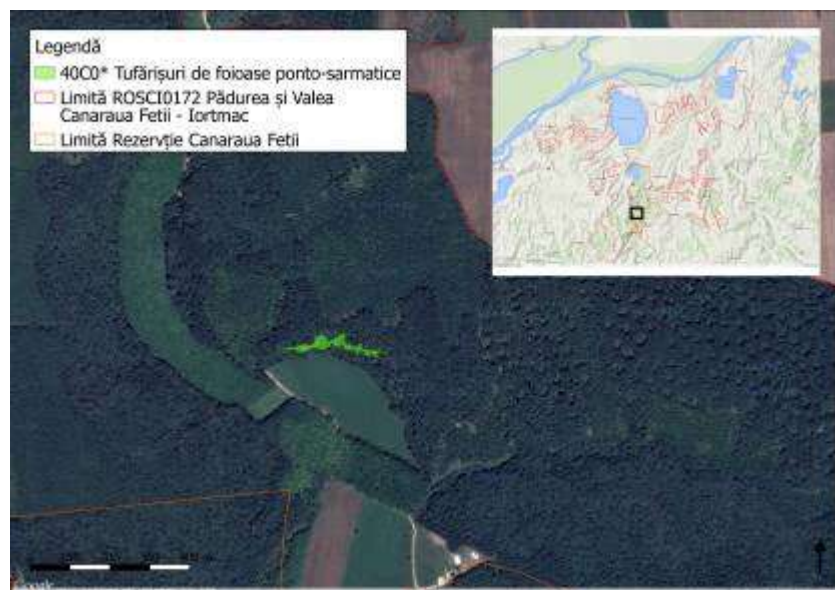 Legendă
40C0* Tufărișuri de foioase ponto-sarmatice
Limită ROSCI0172 Pădurea și Valea
Canaraua Fetii - Iortmac
Limită Rezervție Canaraua Fetii